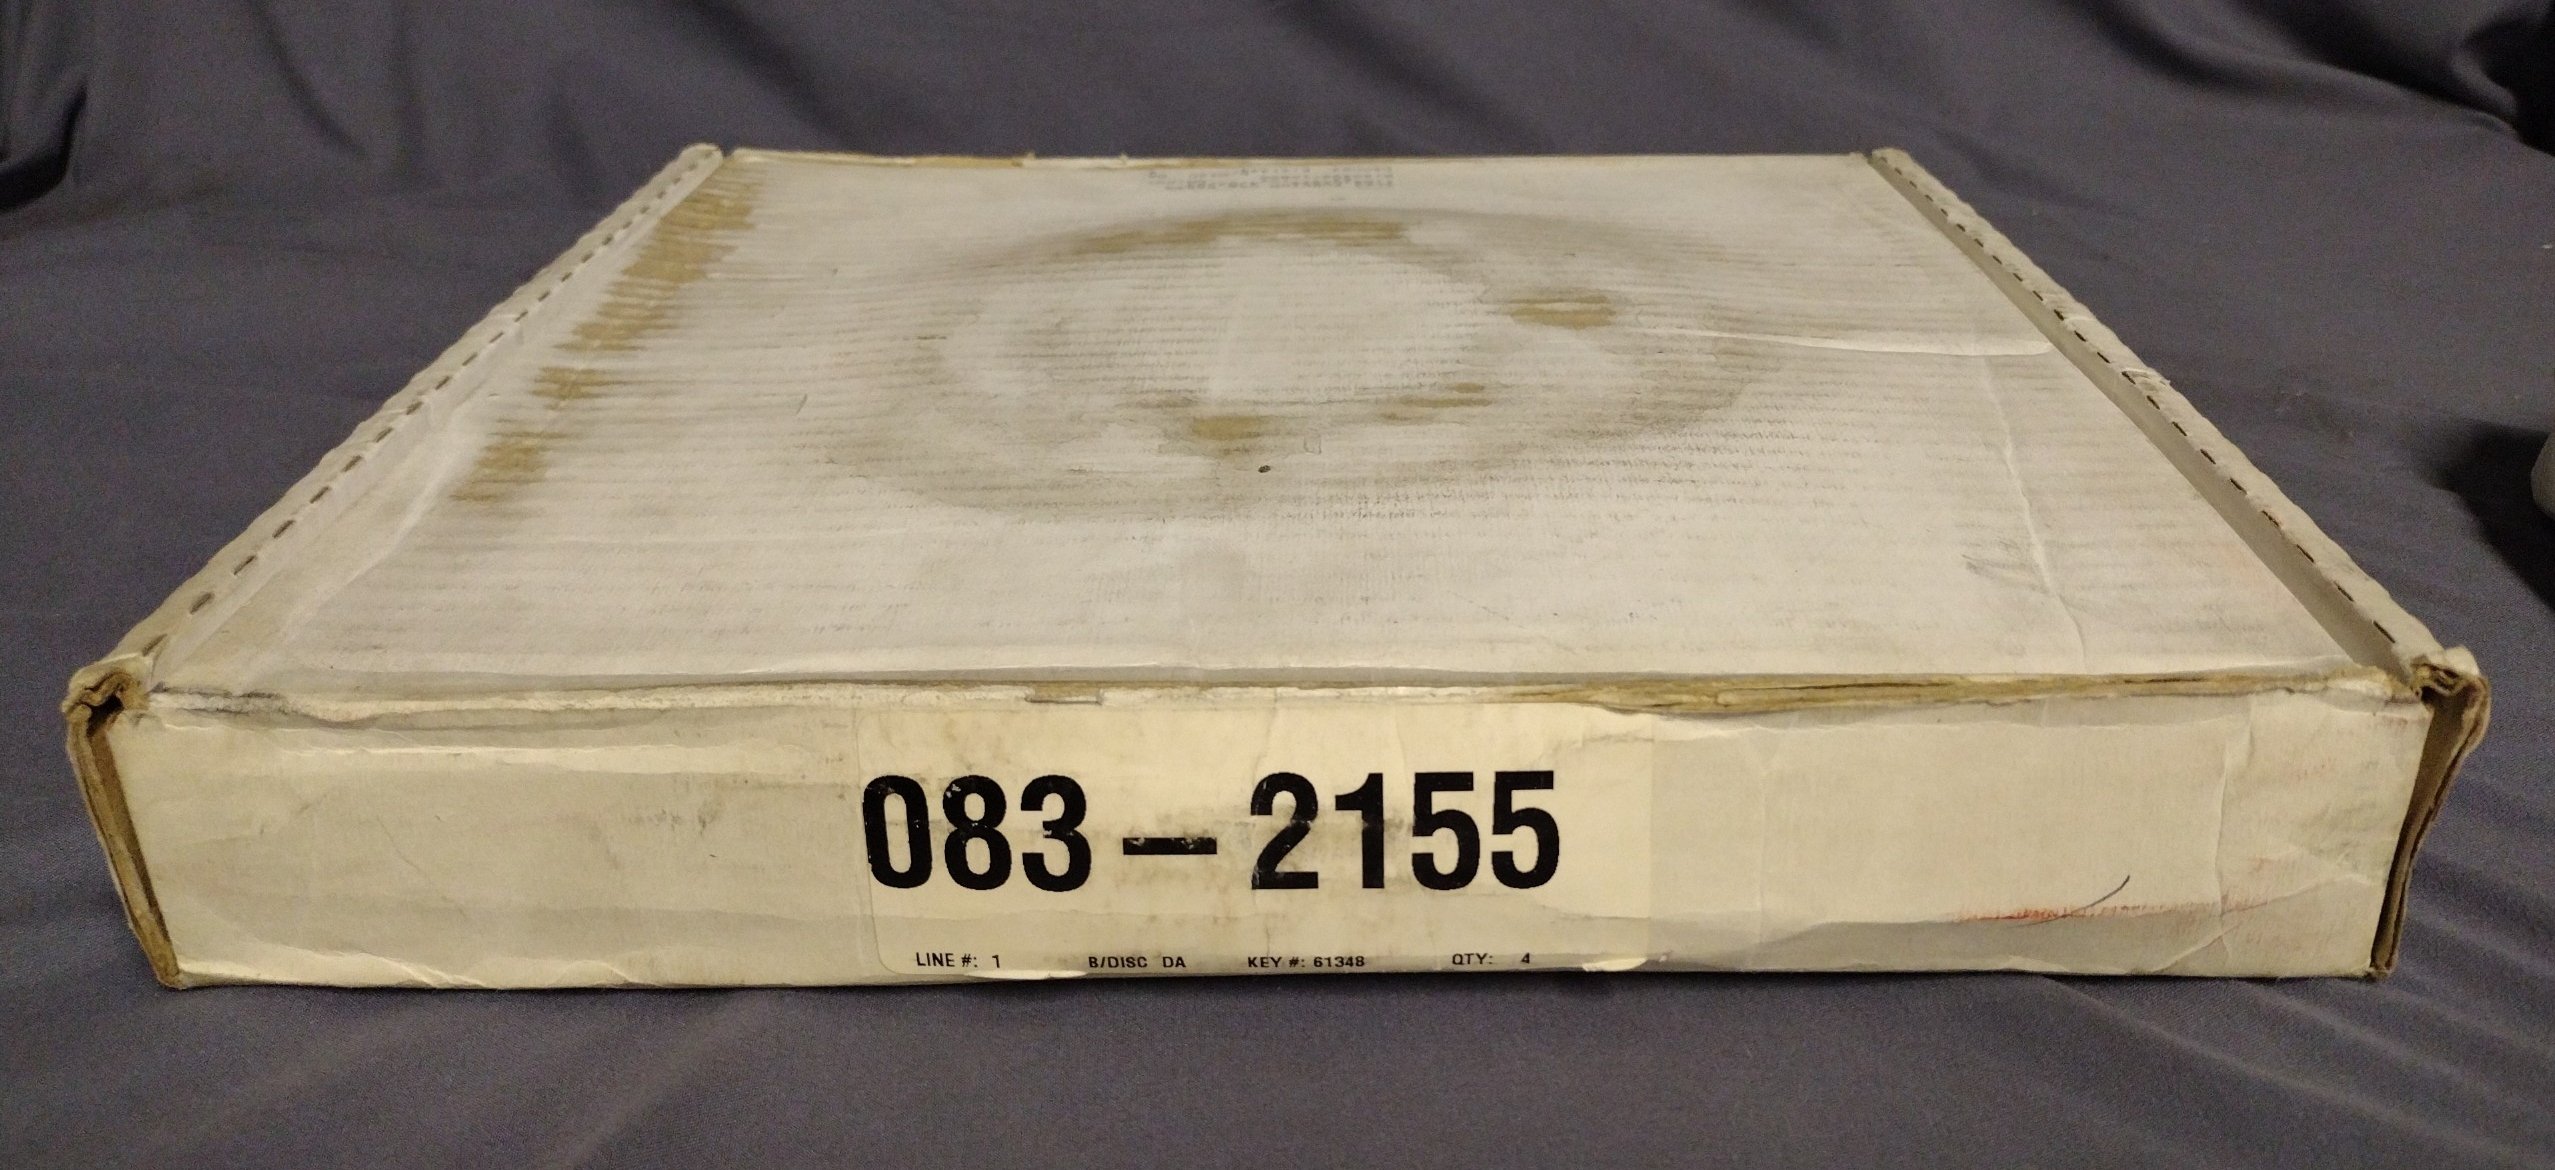 083 — 2155
LINE #: 1 B/DISC DA KEY #: 61348 QTY: 4